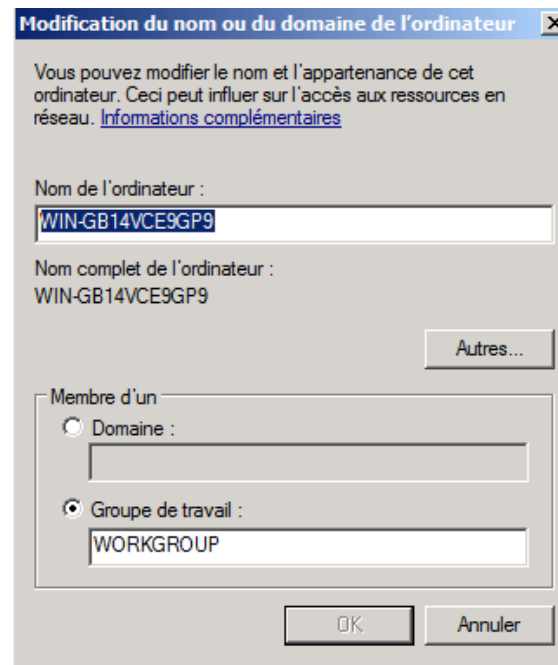 Modification du nom ou du domaine de l'ordinateur
Vous pouvez modifier le nom et l'appartenance de cet
ordinateur. Ceci peut influer sur l'accès aux ressources en
réseau. Informations complémentaires
Nom de l'ordinateur :
WIN-GB14VCE9GP9
Nom complet de l'ordinateur :
WIN-GB14VCE9GP9
Autres...
Membre d'un
Domaine :
Groupe de travail :
WORKGROUP
OK
Annuler